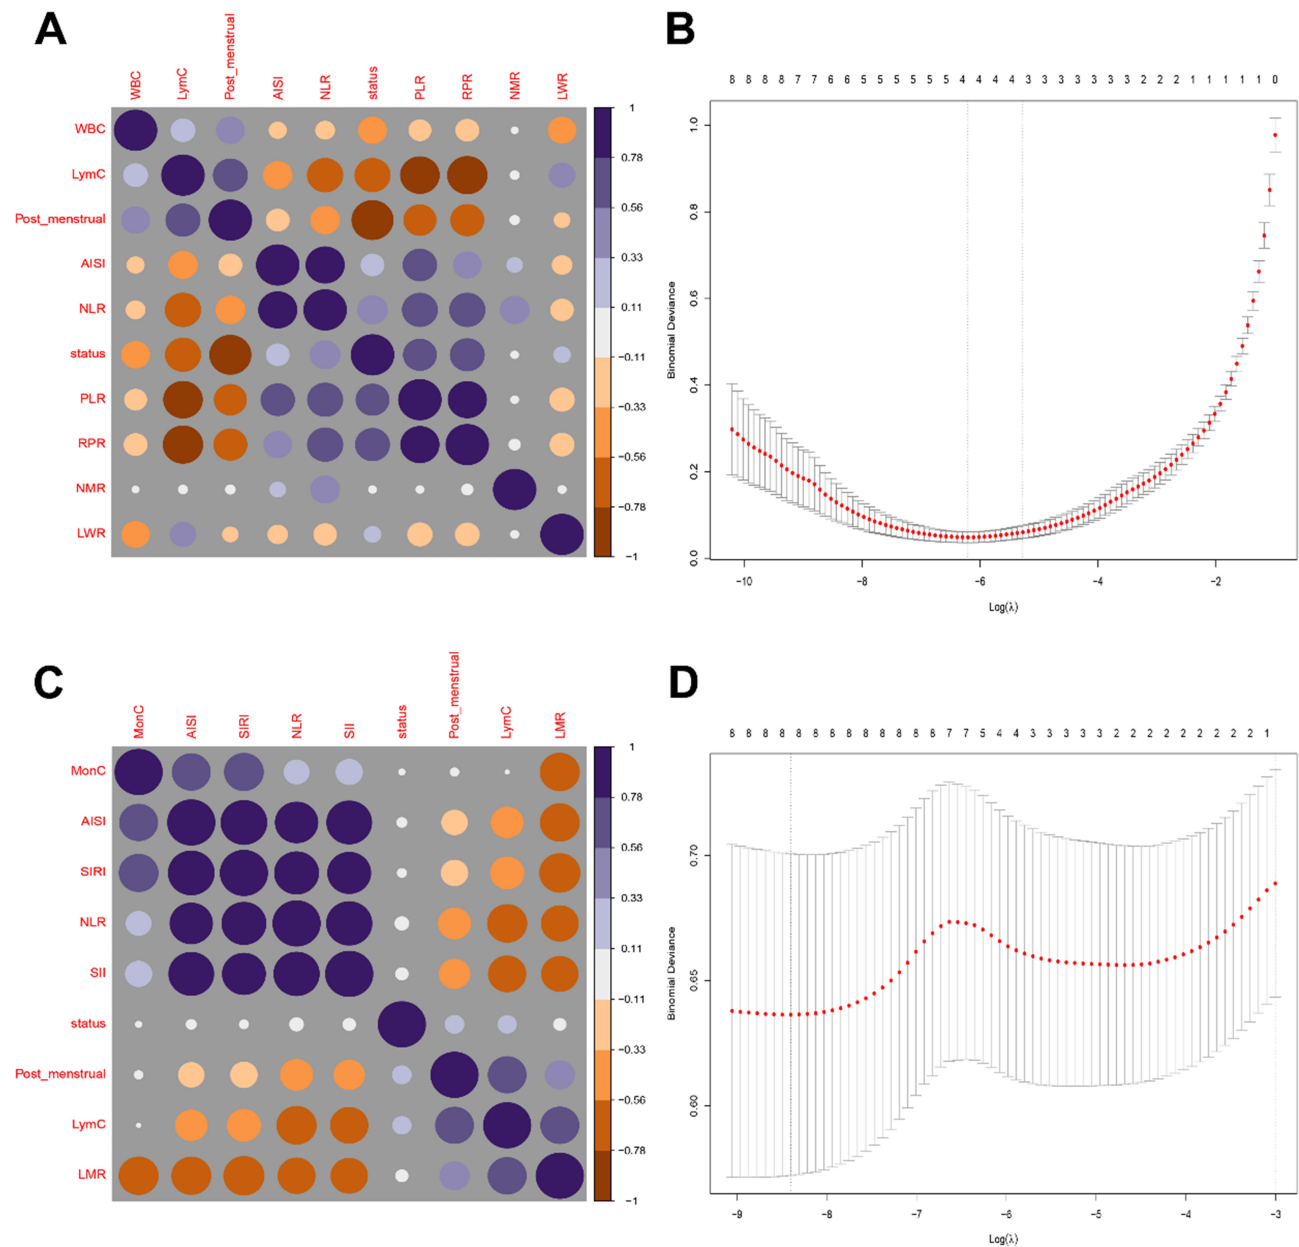 A
WBC LymC Post_menstrual AISI NLR status PLR RPR NMR LWR
WBC
LymC
Post_menstrual
AISI
NLR
status
PLR
RPR
NMR
LWR
1
0.78
0.56
0.33
0.11
−0.11
−0.33
−0.56
−0.78
−1
B
8 8 8 8 7 7 6 6 5 5 5 5 5 4 4 4 4 3 3 3 3 3 3 2 2 2 1 1 1 1 1 0
Binomial Deviance
1.0
0.8
0.6
0.4
0.2
0.0
−10 −8 −6 −4 −2
Log(λ)
C
MonC AISI SIRI NLR SII status Post_menstrual LymC LMR
MonC
AISI
SIRI
NLR
SII
status
Post_menstrual
LymC
LMR
1
0.78
0.56
0.33
0.11
−0.11
−0.33
−0.56
−0.78
−1
D
8 8 8 8 8 8 8 8 8 8 8 8 7 7 5 4 4 3 3 3 3 3 2 2 2 2 2 2 2 2 2 2 1
Binomial Deviance
0.70
0.65
0.60
−9 −8 −7 −6 −5 −4 −3
Log(λ)